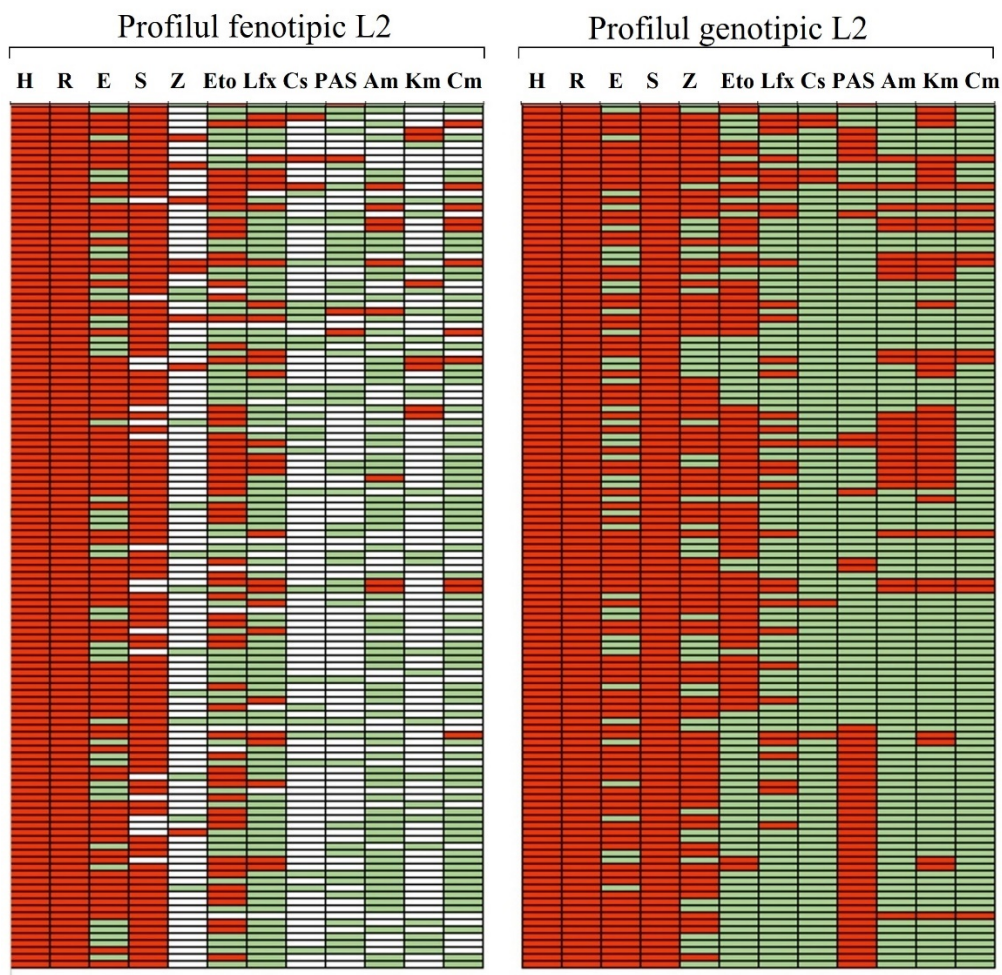 Profilul fenotipic L2
Profilul genotipic L2
H R E S Z Eto Lfx Cs PAS Am Km Cm
H R E S Z Eto Lfx Cs PAS Am Km Cm